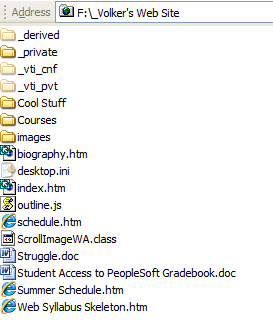 Address F:\_Volker's Web Site
_derived
_private
_vti_cnf
_vti_pvt
Cool Stuff
Courses
images
biography.htm
desktop.ini
index.htm
outline.js
schedule.htm
ScrollImageWA.class
Struggle.doc
Student Access to PeopleSoft Gradebook.doc
Summer Schedule.htm
Web Syllabus Skeleton.htm